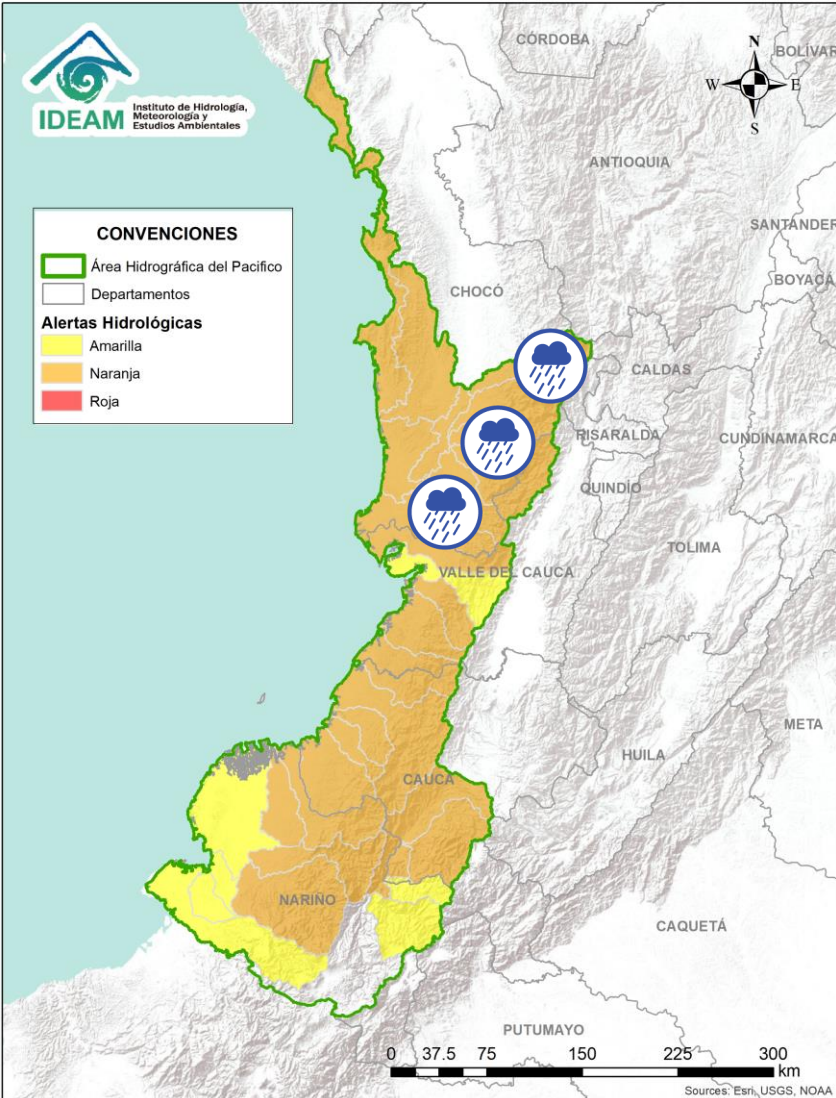 IDEAM
Instituto de Hidrología,
Meteorología y
Estudios Ambientales
CONVENCIONES
Área Hidrográfica del Pacifico
Departamentos
Alertas Hidrológicas
Amarilla
Naranja
Roja
N
W
E
S
CÓRDOBA
BOLÍVAR
ANTIOQUIA
SANTANDER
BOYACÁ
CHOCÓ
CALDAS
RISARALDA
CUNDINAMARCA
QUINDÍO
TOLIMA
VALLE DEL CAUCA
META
HUILA
CAUCA
NARIÑO
CAQUETÁ
PUTUMAYO
0 37.5 75 150 225 300
km
Sources: Esri, USGS, NOAA